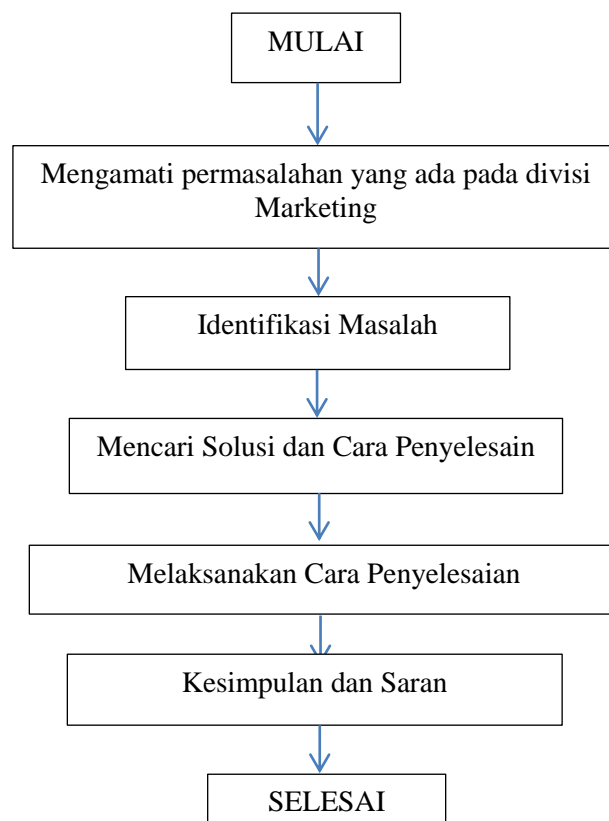 MULAI
Mengamati permasalahan yang ada pada divisi
Marketing
Identifikasi Masalah
Mencari Solusi dan Cara Penyelesain
Melaksanakan Cara Penyelesaian
Kesimpulan dan Saran
SELESAI